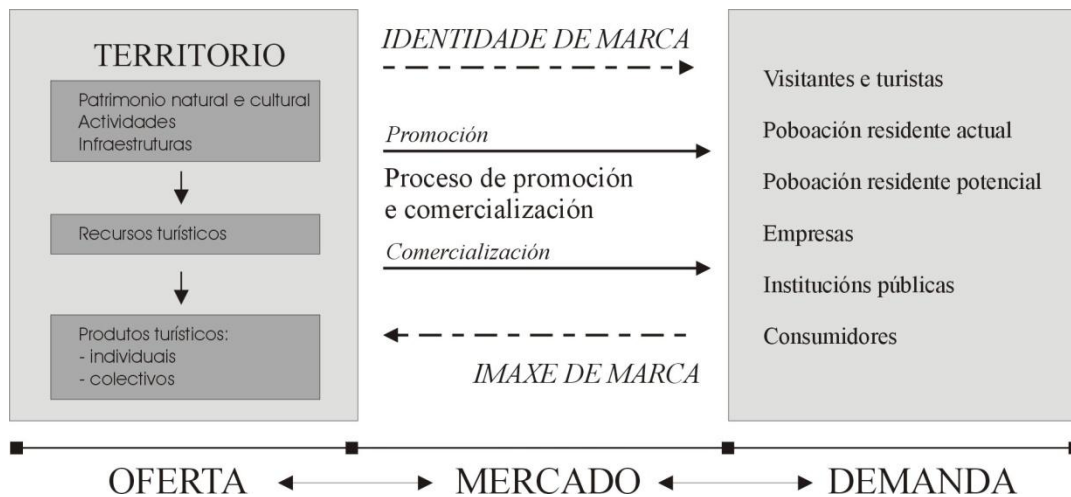 TERRITORIO
Patrimonio natural e cultural
Actividades
Infraestruturas
Recursos turísticos
Produtos turísticos:
- individuais
- colectivos
IDENTIDADE DE MARCA
Promoción
Proceso de promoción
e comercialización
Comercialización
IMAXE DE MARCA
Visitantes e turistas
Poboación residente actual
Poboación residente potencial
Empresas
Institucións públicas
Consumidores
OFERTA
MERCADO
DEMANDA